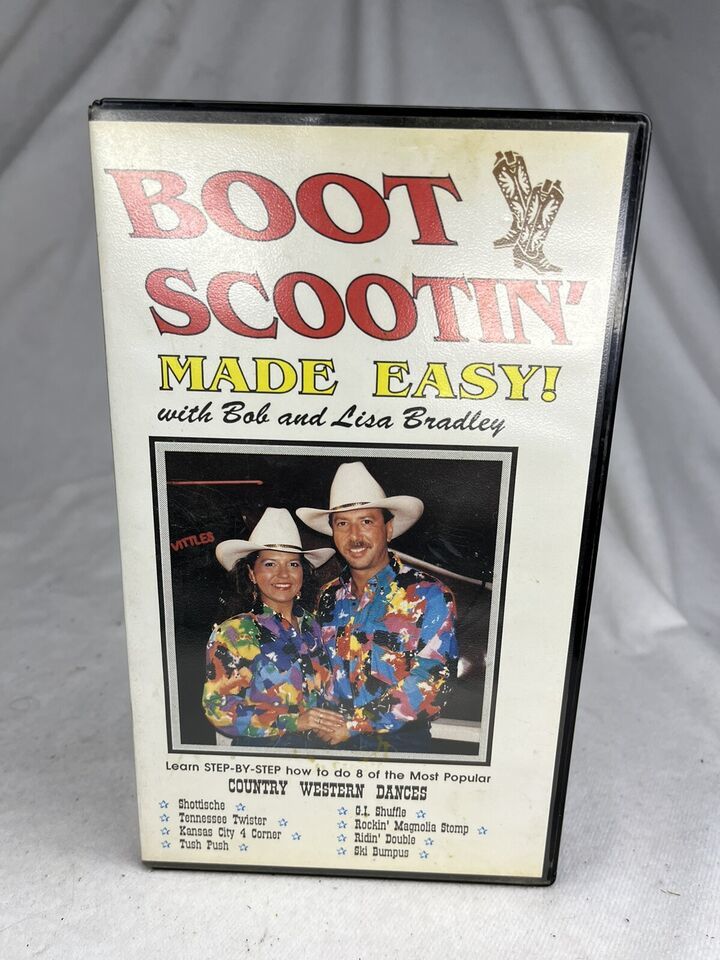 BOOT
SCOOTIN'
MADE EASY!
with Bob and Lisa Bradley
VITTLES
Learn STEP-BY-STEP how to do 8 of the Most Popular
COUNTRY WESTERN DANCES
Shottische
Tennessee Twister
Kansas City 4 Corner
Tush Push
G.I. Shuffle
Rockin' Magnolia Stomp
Ridin' Double
Ski Bumpus